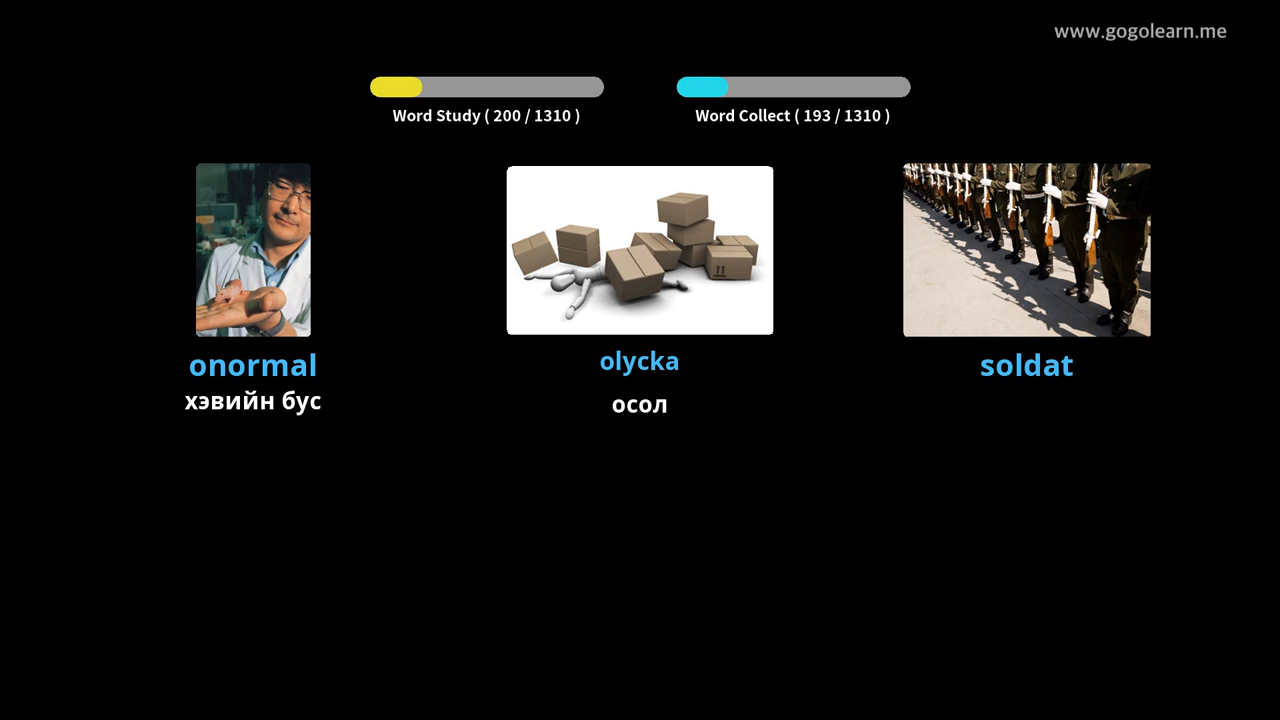 www.gogolearn.me
Word Study ( 200 / 1310 )
Word Collect ( 193 / 1310 )
onormal
хэвийн бус
olycka
осол
soldat